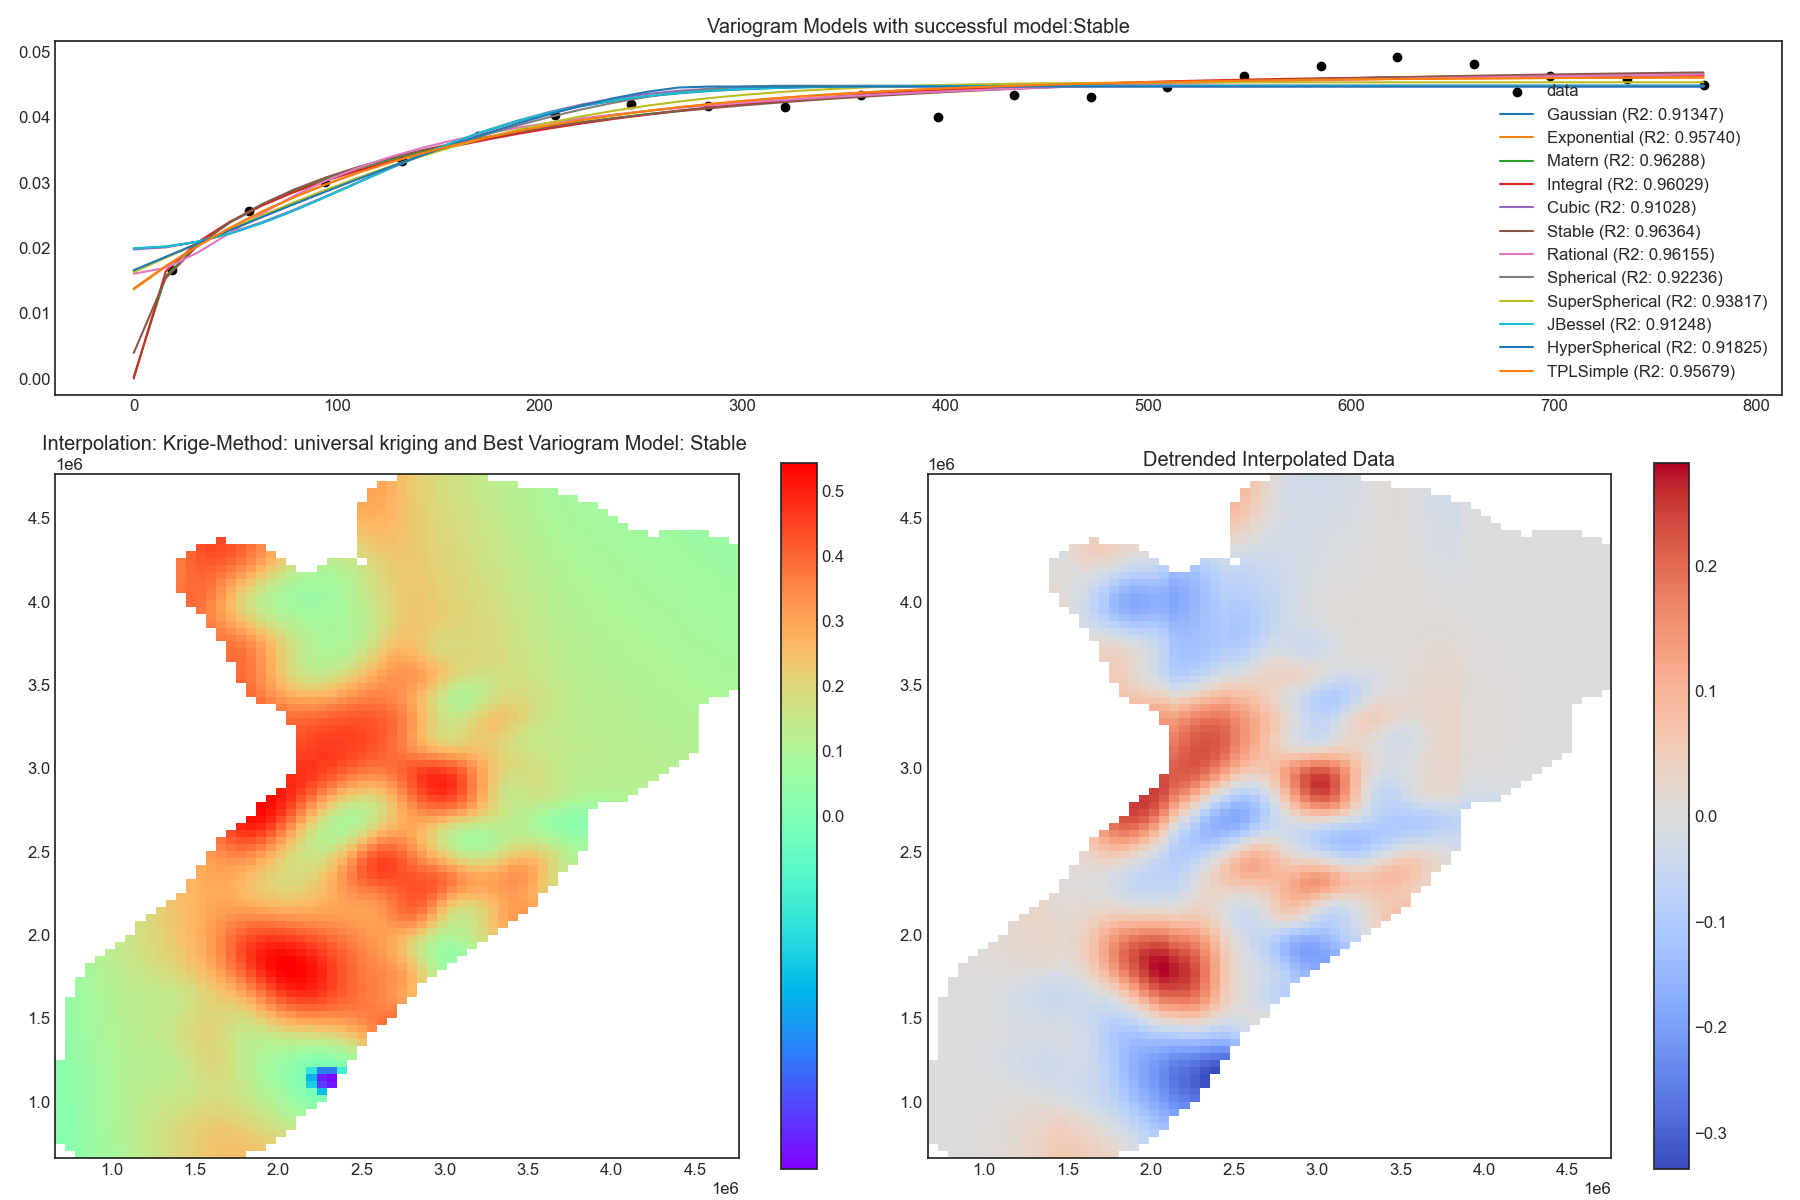 Variogram Models with successful model:Stable
0.05
0.04
0.03
0.02
0.01
0.00
data
Gaussian (R2: 0.91347)
Exponential (R2: 0.95740)
Matern (R2: 0.96288)
Integral (R2: 0.96029)
Cubic (R2: 0.91028)
Stable (R2: 0.96364)
Rational (R2: 0.96155)
Spherical (R2: 0.92236)
SuperSpherical (R2: 0.93817)
JBessel (R2: 0.91248)
HyperSpherical (R2: 0.91825)
TPLSimple (R2: 0.95679)
0 100 200 300 400 500 600 700 800
Interpolation: Krige-Method: universal kriging and Best Variogram Model: Stable
1e6
4.5
4.0
3.5
3.0
2.5
2.0
1.5
1.0
1.0 1.5 2.0 2.5 3.0 3.5 4.0 4.5
1e6
0.5
0.4
0.3
0.2
0.1
0.0
Detrended Interpolated Data
1e6
4.5
4.0
3.5
3.0
2.5
2.0
1.5
1.0
1.0 1.5 2.0 2.5 3.0 3.5 4.0 4.5
1e6
0.2
0.1
0.0
−0.1
−0.2
−0.3